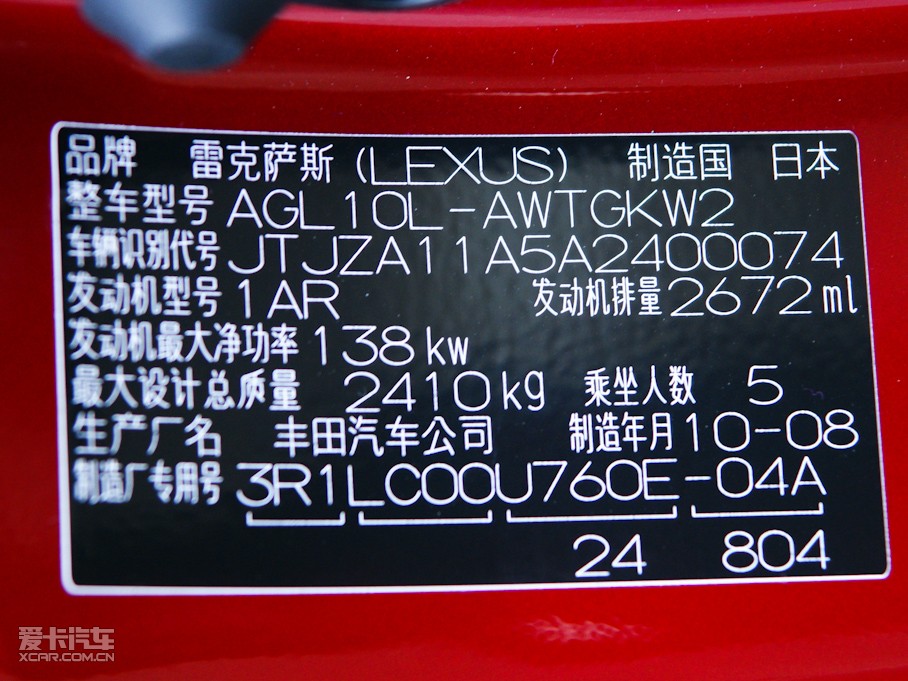 品牌 雷克萨斯 (LEXUS) 制造国 日本
整车型号 AGL10L-AWTGKW2
车辆识别代号 JTJZA11A5A2400074
发动机型号 1AR 发动机排量 2672 ml
发动机最大净功率 138 kw
最大设计总质量 2410 kg 乘坐人数 5
生产厂名 丰田汽车公司 制造年月 10-08
制造厂专用号 3R1LC00U760E-04A
24 804
爱卡汽车
XCAR.COM.CN